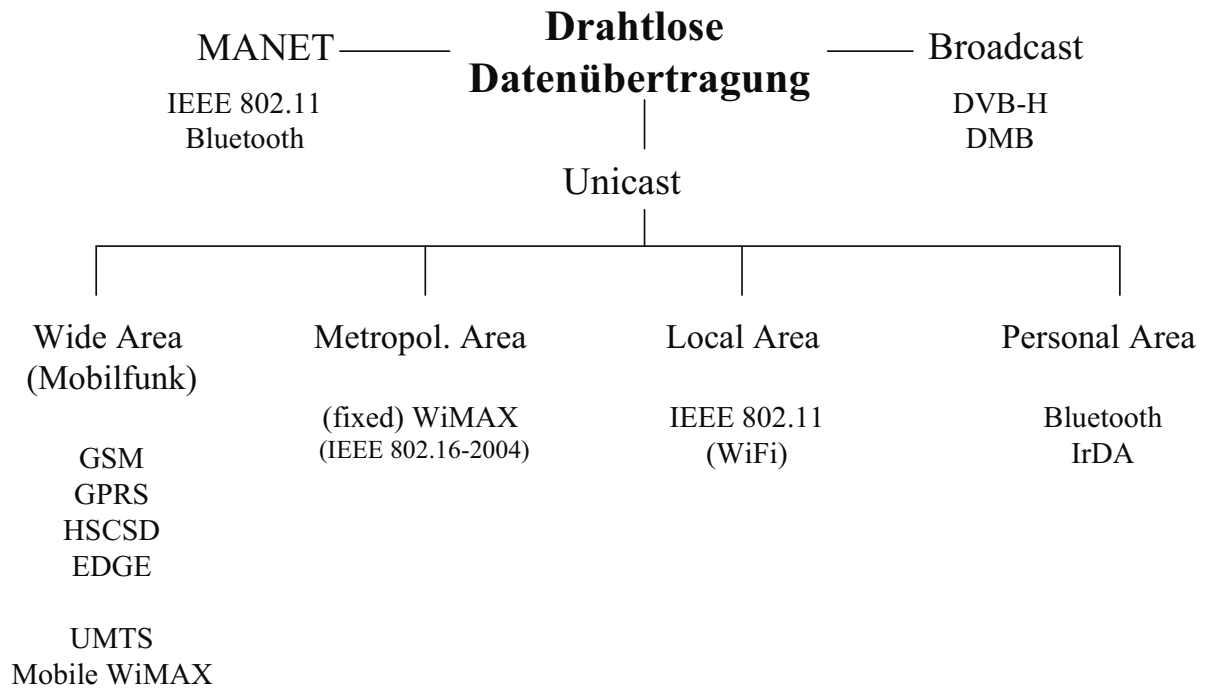 Drahtlose
Datenübertragung
MANET
IEEE 802.11
Bluetooth
Broadcast
DVB-H
DMB
Unicast
Wide Area
(Mobilfunk)
GSM
GPRS
HSCSD
EDGE
UMTS
Mobile WiMAX
Metropol. Area
(fixed) WiMAX
(IEEE 802.16-2004)
Local Area
IEEE 802.11
(WiFi)
Personal Area
Bluetooth
IrDA